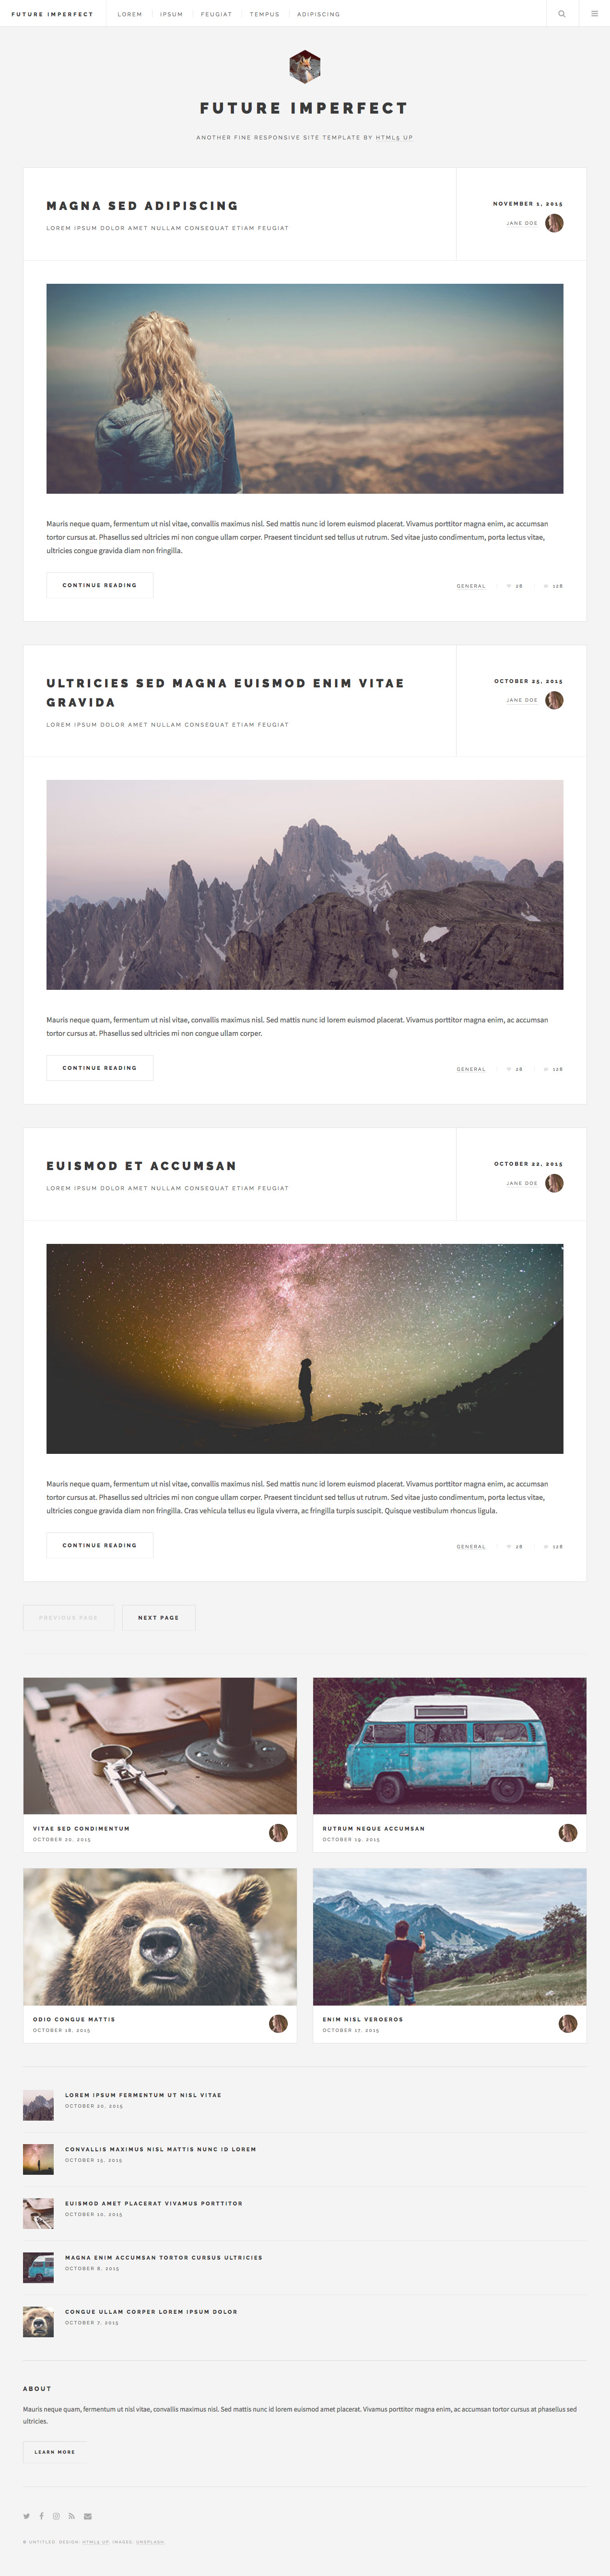 FUTURE IMPERFECT LOREM IPSUM FEUGIAT TEMPUS ADIPISCING
FUTURE IMPERFECT
ANOTHER FINE RESPONSIVE SITE TEMPLATE BY HTML5 UP
MAGNA SED ADIPISCING
LOREM IPSUM DOLOR AMET NULLAM CONSEQUAT ETIAM FEUGIAT
NOVEMBER 1, 2015
JANE DOE
Mauris neque quam, fermentum ut nisl vitae, convallis maximus nisl. Sed mattis nunc id lorem euismod placerat. Vivamus porttitor magna enim, ac accumsan
tortor cursus at. Phasellus sed ultricies mi non congue ullam corper. Praesent tincidunt sed tellus ut rutrum. Sed vitae justo condimentum, porta lectus vitae,
ultricies congue gravida diam non fringilla.
CONTINUE READING
GENERAL 28 128
ULTRICIES SED MAGNA EUISMOD ENIM VITAE
GRAVIDA
LOREM IPSUM DOLOR AMET NULLAM CONSEQUAT ETIAM FEUGIAT
OCTOBER 25, 2015
JANE DOE
Mauris neque quam, fermentum ut nisl vitae, convallis maximus nisl. Sed mattis nunc id lorem euismod placerat. Vivamus porttitor magna enim, ac accumsan
tortor cursus at. Phasellus sed ultricies mi non congue ullam corper.
CONTINUE READING
GENERAL 28 128
EUISMOD ET ACCUMSAN
LOREM IPSUM DOLOR AMET NULLAM CONSEQUAT ETIAM FEUGIAT
OCTOBER 22, 2015
JANE DOE
Mauris neque quam, fermentum ut nisl vitae, convallis maximus nisl. Sed mattis nunc id lorem euismod placerat. Vivamus porttitor magna enim, ac accumsan
tortor cursus at. Phasellus sed ultricies mi non congue ullam corper. Praesent tincidunt sed tellus ut rutrum. Sed vitae justo condimentum, porta lectus vitae,
ultricies congue gravida diam non fringilla. Cras vehicula tellus eu ligula viverra, ac fringilla turpis suscipit. Quisque vestibulum rhoncus ligula.
CONTINUE READING
GENERAL 28 128
PREVIOUS PAGE NEXT PAGE
VITAE SED CONDIMENTUM
OCTOBER 20, 2015
RUTRUM NEQUE ACCUMSAN
OCTOBER 19, 2015
ODIO CONGUE MATTIS
OCTOBER 18, 2015
ENIM NISL VEROEROS
OCTOBER 17, 2015
LOREM IPSUM FERMENTUM UT NISL VITAE
OCTOBER 20, 2015
CONVALLIS MAXIMUS NISL MATTIS NUNC ID LOREM
OCTOBER 15, 2015
EUISMOD AMET PLACERAT VIVAMUS PORTTITOR
OCTOBER 10, 2015
MAGNA ENIM ACCUMSAN TORTOR CURSUS ULTRICIES
OCTOBER 8, 2015
CONGUE ULLAM CORPER LOREM IPSUM DOLOR
OCTOBER 7, 2015
ABOUT
Mauris neque quam, fermentum ut nisl vitae, convallis maximus nisl. Sed mattis nunc id lorem euismod amet placerat. Vivamus porttitor magna enim, ac accumsan tortor cursus at phasellus sed
ultricies.
LEARN MORE
© UNTITLED. DESIGN: HTML5 UP. IMAGES: UNSPLASH.